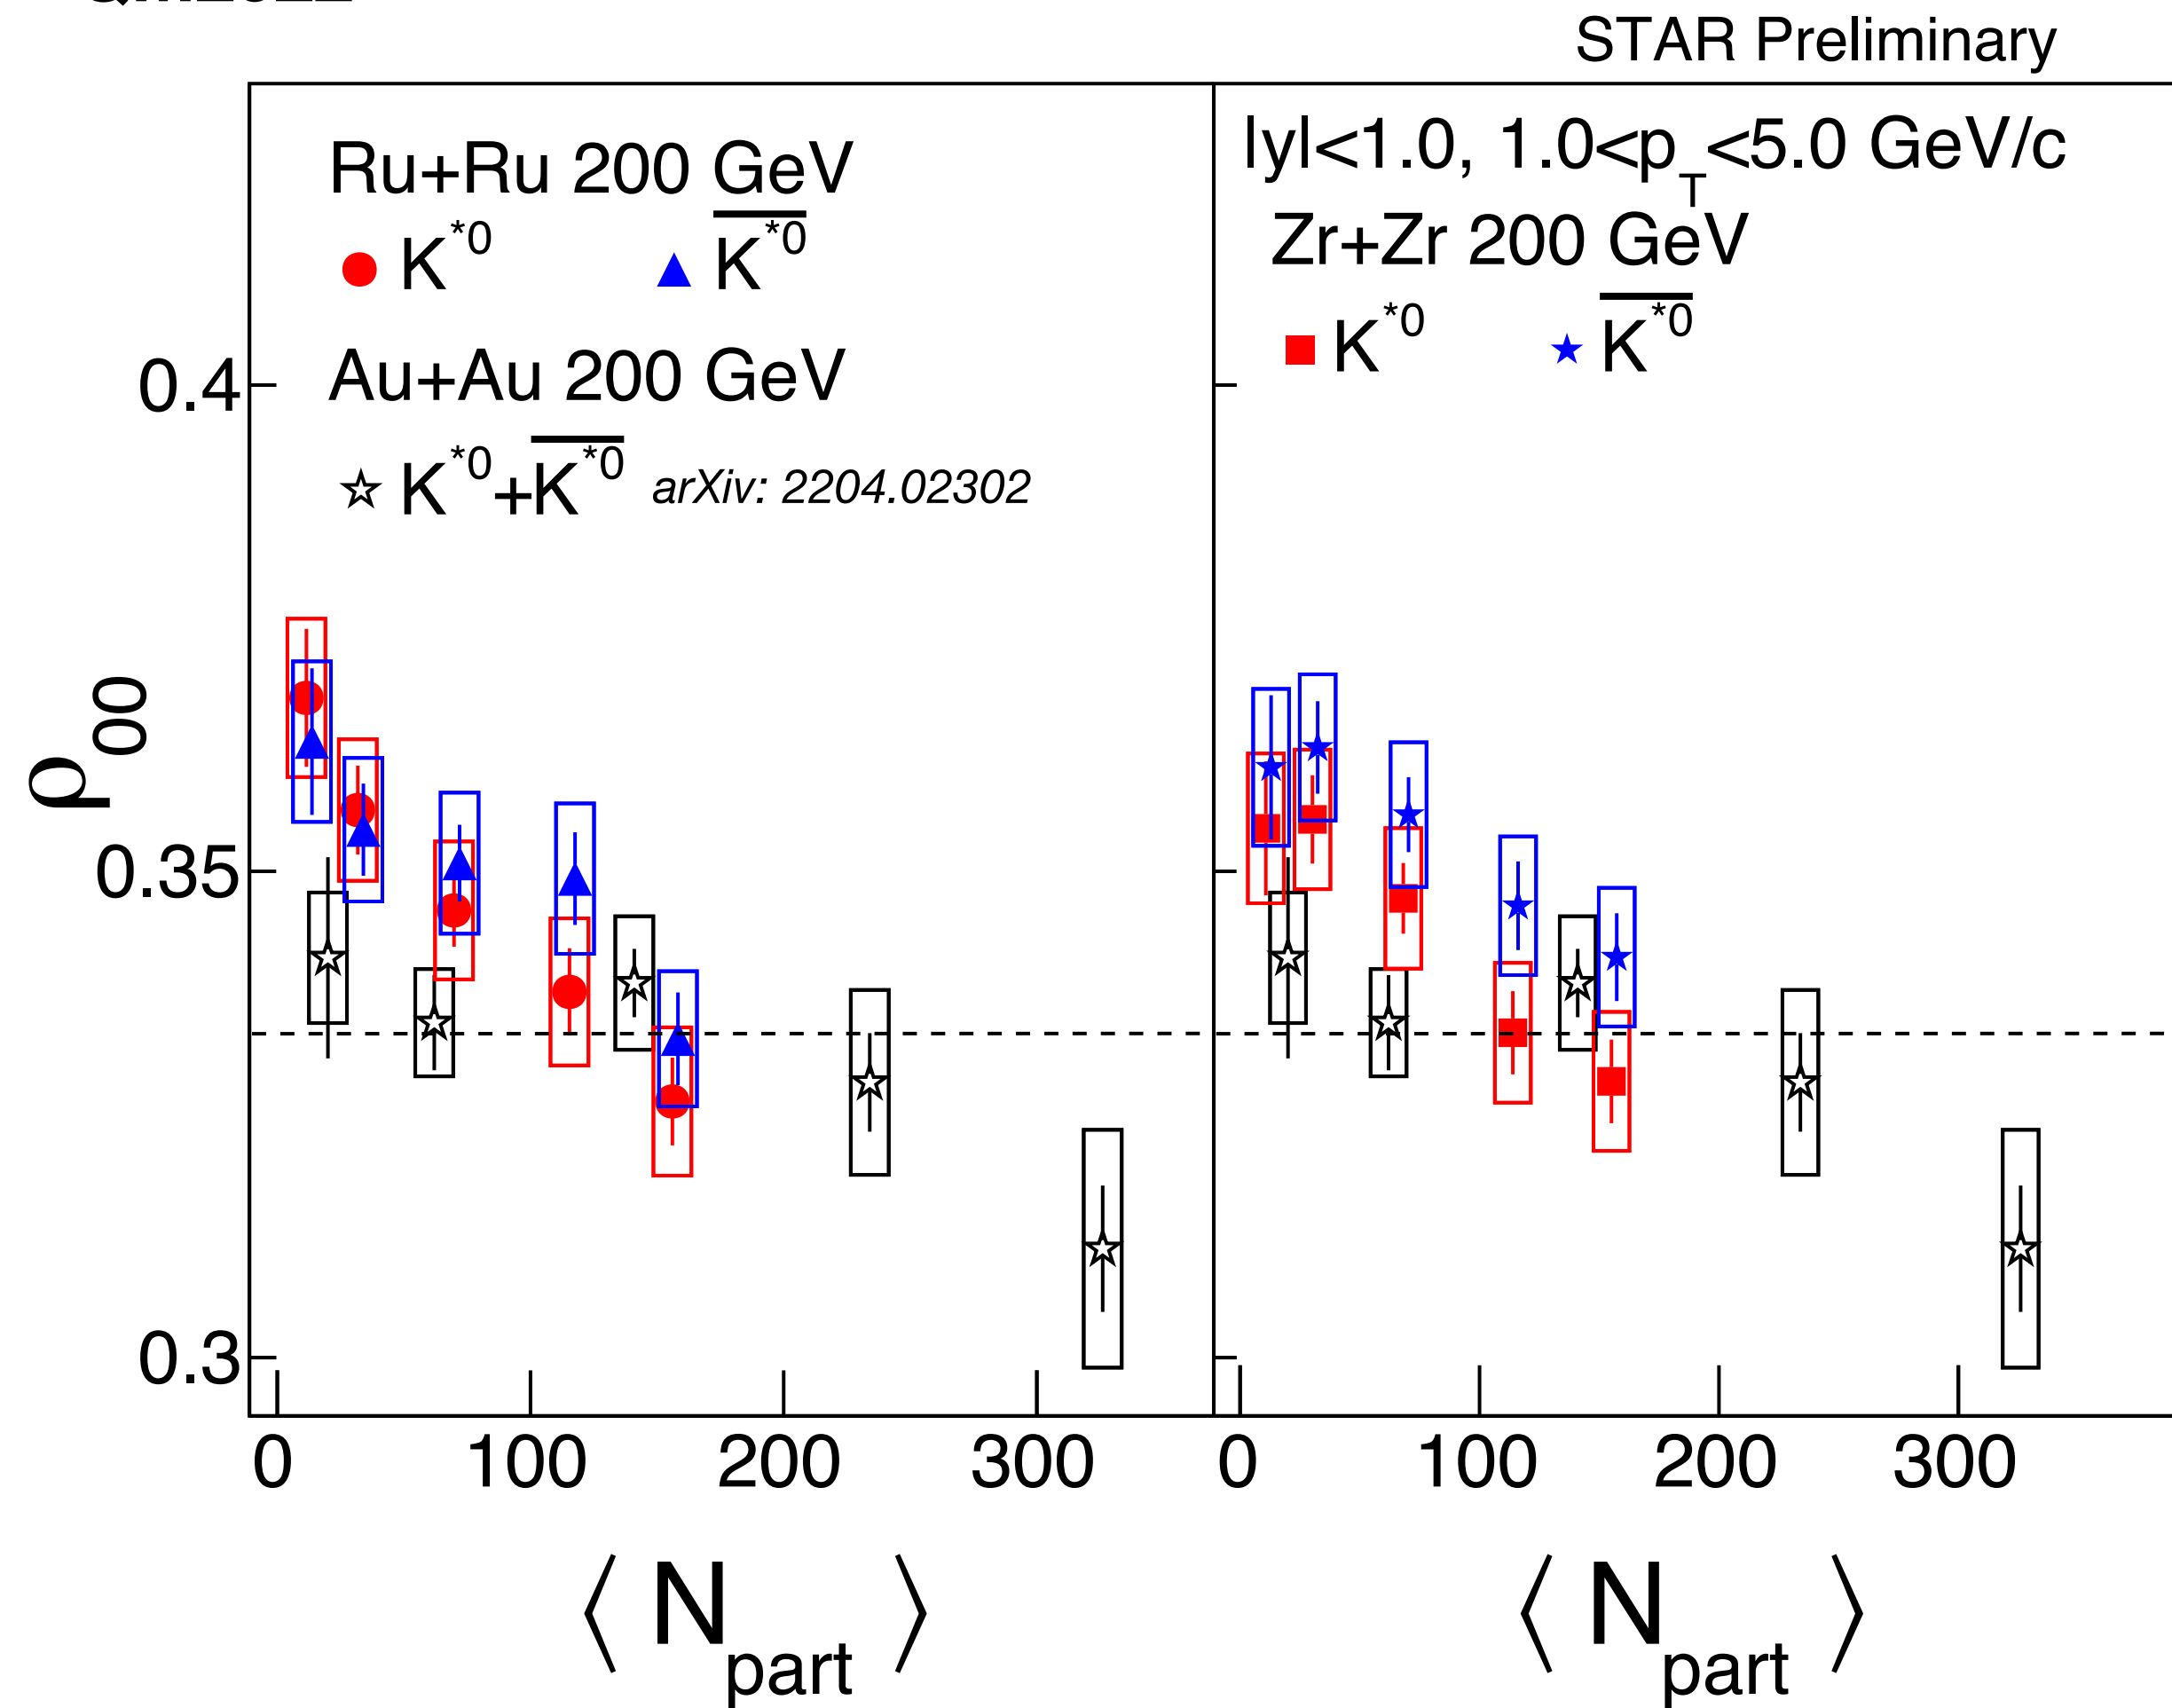 STAR Preliminary
Ru+Ru 200 GeV
K*0 K*0
Au+Au 200 GeV
K*0+K*0 arXiv: 2204.02302
|y|<1.0, 1.0<pT<5.0 GeV/c
Zr+Zr 200 GeV
K*0 K*0
ρ00
0.4
0.35
0.3
0 100 200 300
0 100 200 300
⟨ Npart ⟩
⟨ Npart ⟩